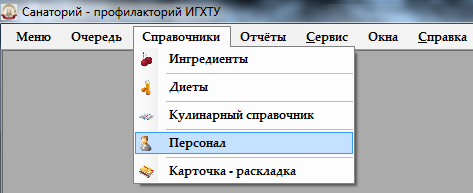 Санаторий - профилакторий ИГХТУ
Меню Очередь Справочники Отчёты Сервис Окна Справка
Ингредиенты
Диеты
Кулинарный справочник
Персонал
Карточка - раскладка